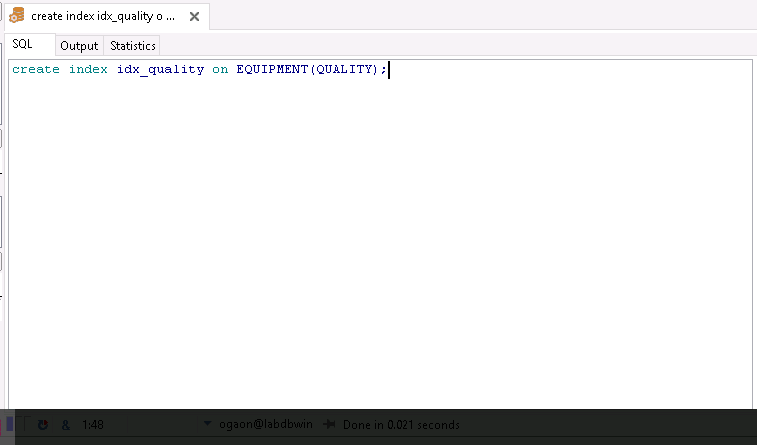 create index idx_quality o ...
SQL Output Statistics
create index idx_quality on EQUIPMENT(QUALITY);
& 1:48 ogaon@labdbwin Done in 0.021 seconds